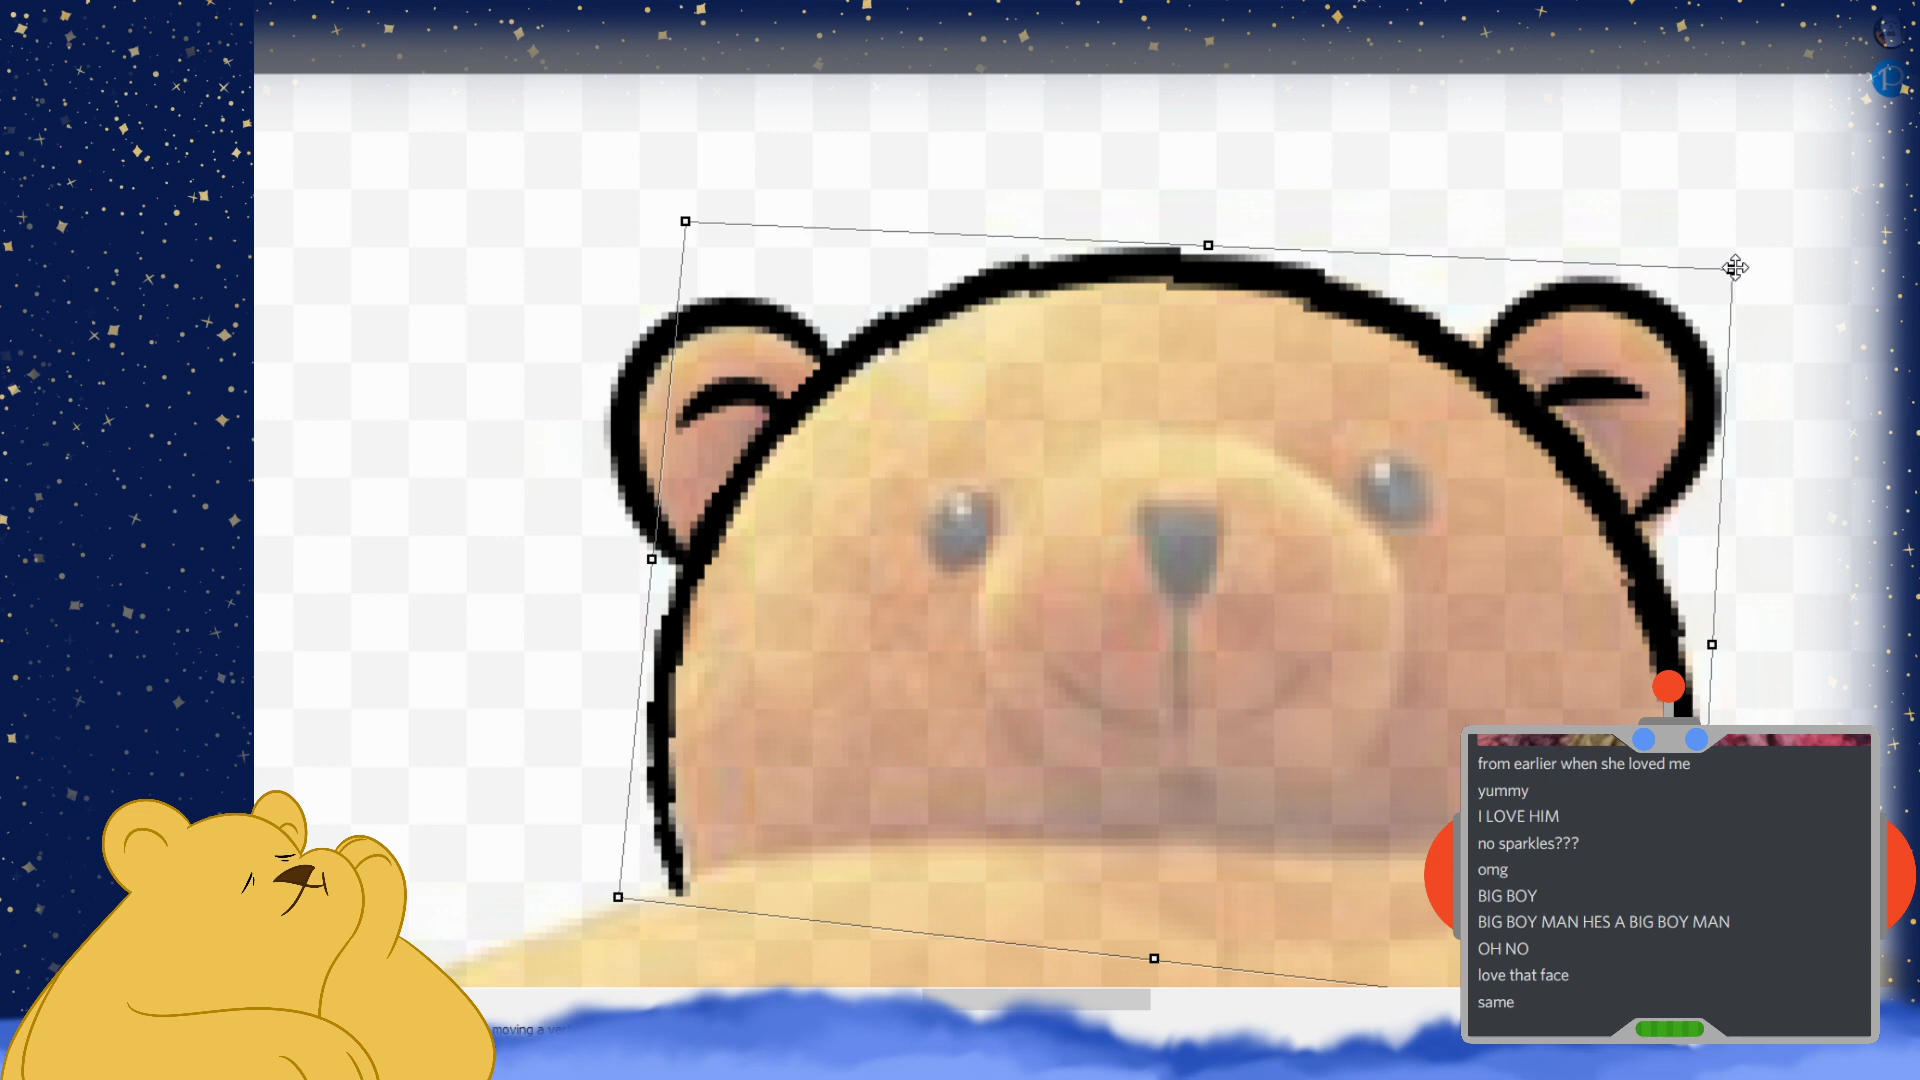 from earlier when she loved me
yummy
I LOVE HIM
no sparkles???
omg
BIG BOY
BIG BOY MAN HES A BIG BOY MAN
OH NO
love that face
same
moving a